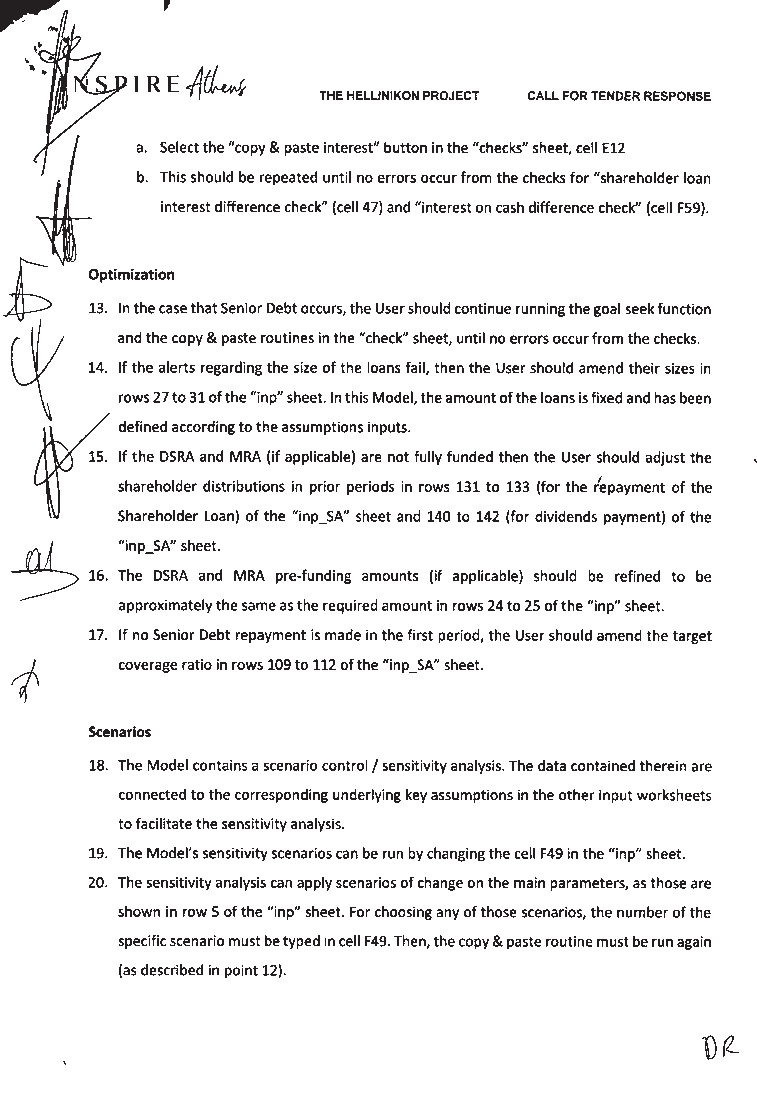 INSPIRE Athens
THE HELLINIKON PROJECT CALL FOR TENDER RESPONSE
a. Select the “copy & paste interest” button in the “checks” sheet, cell E12
b. This should be repeated until no errors occur from the checks for “shareholder loan
interest difference check” (cell 47) and “interest on cash difference check” (cell F59).
Optimization
13. In the case that Senior Debt occurs, the User should continue running the goal seek function
and the copy & paste routines in the “check” sheet, until no errors occur from the checks.
14. If the alerts regarding the size of the loans fail, then the User should amend their sizes in
rows 27 to 31 of the “inp” sheet. In this Model, the amount of the loans is fixed and has been
defined according to the assumptions inputs.
15. If the DSRA and MRA (if applicable) are not fully funded then the User should adjust the
shareholder distributions in prior periods in rows 131 to 133 (for the repayment of the
Shareholder Loan) of the “inp_SA” sheet and 140 to 142 (for dividends payment) of the
“inp_SA” sheet.
16. The DSRA and MRA pre-funding amounts (if applicable) should be refined to be
approximately the same as the required amount in rows 24 to 25 of the “inp” sheet.
17. If no Senior Debt repayment is made in the first period, the User should amend the target
coverage ratio in rows 109 to 112 of the “inp_SA” sheet.
Scenarios
18. The Model contains a scenario control / sensitivity analysis. The data contained therein are
connected to the corresponding underlying key assumptions in the other input worksheets
to facilitate the sensitivity analysis.
19. The Model’s sensitivity scenarios can be run by changing the cell F49 in the “inp” sheet.
20. The sensitivity analysis can apply scenarios of change on the main parameters, as those are
shown in row 5 of the “inp” sheet. For choosing any of those scenarios, the number of the
specific scenario must be typed in cell F49. Then, the copy & paste routine must be run again
(as described in point 12).
DR